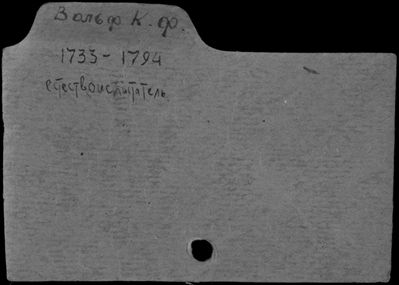 Вольф К. Ф.
1733 - 1794
естествоиспытатель